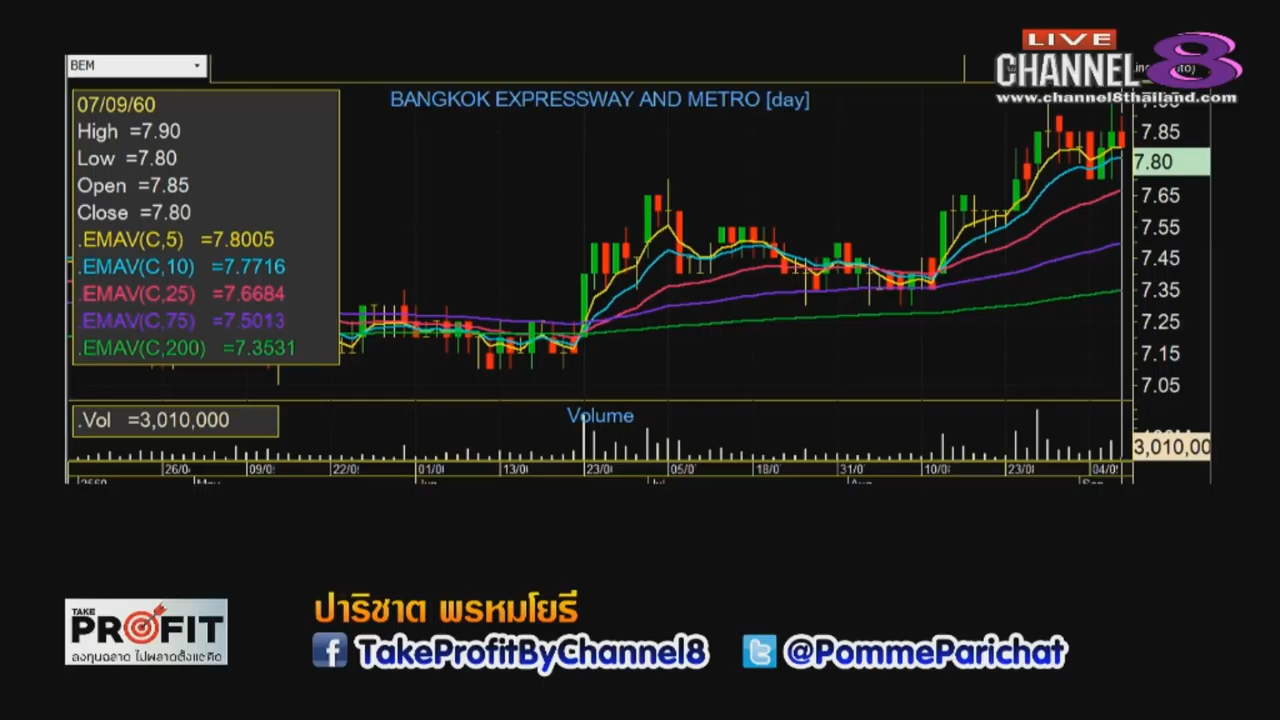 BEM
LIVE
CHANNEL 8
www.channel8thailand.com
BANGKOK EXPRESSWAY AND METRO [day]
07/09/60
High =7.90
Low =7.80
Open =7.85
Close =7.80
.EMAV(C,5) =7.8005
.EMAV(C,10) =7.7716
.EMAV(C,25) =7.6684
.EMAV(C,75) =7.5013
.EMAV(C,200) =7.3531
7.85
7.80
7.65
7.55
7.45
7.35
7.25
7.15
7.05
.Vol =3,010,000
Volume
3,010,00
26/0 09/0 22/0 01/0 13/0 23/0 05/0 18/0 31/0 10/0 23/0 04/0
TAKE
PROFIT
ลงทุนฉลาด ไม่พลาดตั้งแต่คิด
ปาริชาต พรหมโยธี
f TakeProfitByChannel8 t @PommeParichat